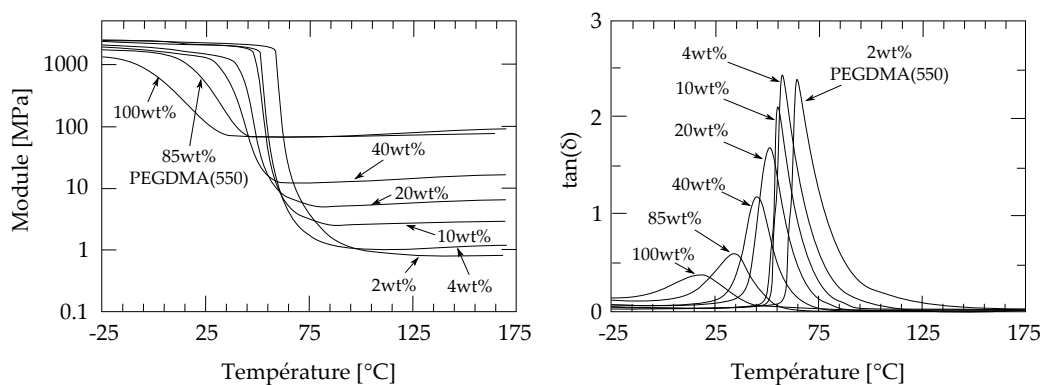 Module [MPa]
1000
100
10
1
0.1
100wt%
85wt%
PEGDMA(550)
40wt%
20wt%
10wt%
2wt%
4wt%
-25
25
75
125
175
Température [°C]
tan(δ)
3
2
1
0
4wt%
2wt%
PEGDMA(550)
10wt%
20wt%
40wt%
85wt%
100wt%
-25
25
75
125
175
Température [°C]